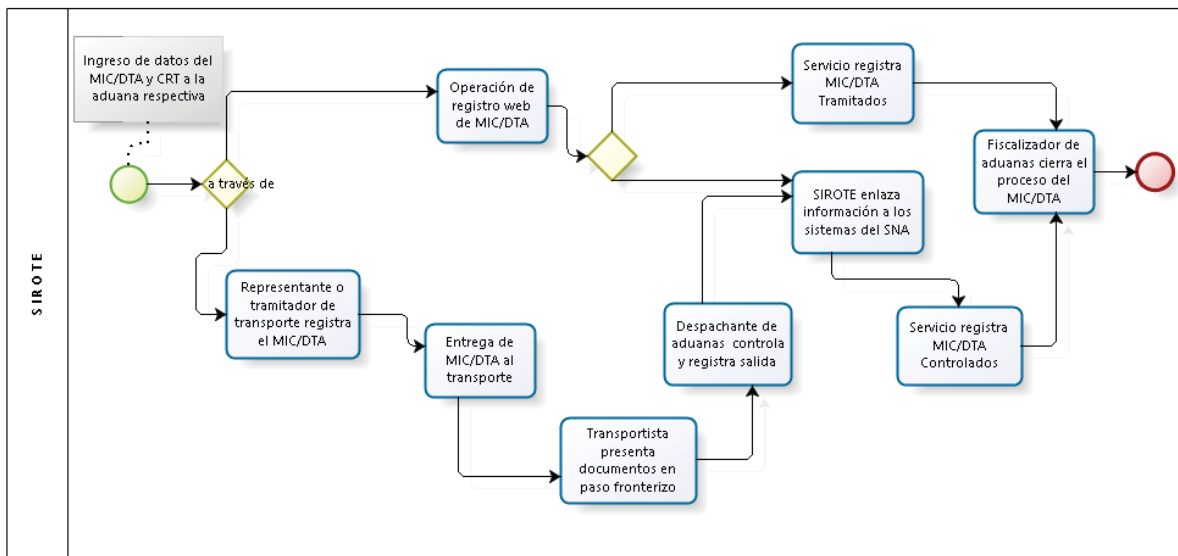 SIROTE
Ingreso de datos del
MIC/DTA y CRT a la
aduana respectiva
a través de
Operación de
registro web
de MIC/DTA
Servicio registra
MIC/DTA
Tramitados
Fiscalizador de
aduanas cierra el
proceso del
MIC/DTA
SIROTE enlaza
información a los
sistemas del SNA
Representante o
tramitador de
transporte registra
el MIC/DTA
Entrega de
MIC/DTA al
transporte
Despachante de
aduanas controla
y registra salida
Servicio registra
MIC/DTA
Controlados
Transportista
presenta
documentos en
paso fronterizo